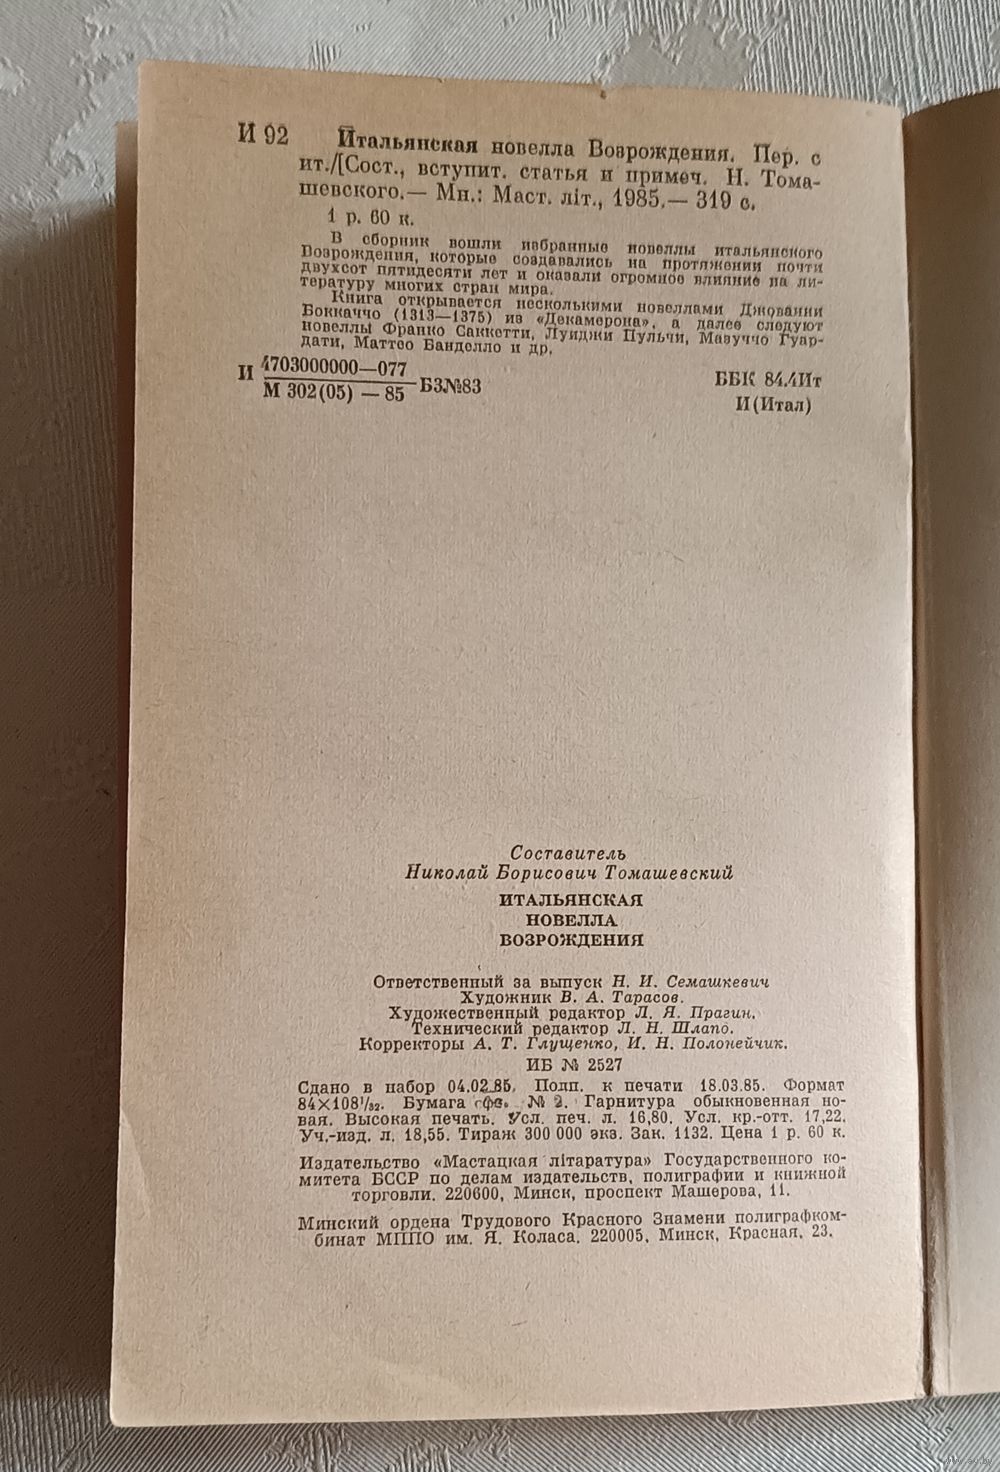 И 92 Итальянская новелла Возрождения. Пер. с
ит./[Сост., вступит. статья и примеч. Н. Тома-
шевского.— Мн.: Маст. літ., 1985.— 319 с.
1 р. 60 к.
В сборник вошли избранные новеллы итальянского
Возрождения, которые создавались на протяжении почти
двухсот пятидесяти лет и оказали огромное влияние на ли-
тературу многих стран мира.
Книга открывается несколькими новеллами Джованни
Боккаччо (1313—1375) из «Декамерона», а далее следуют
новеллы Франко Саккетти, Луиджи Пульчи, Мазуччо Гуар-
дати, Маттео Банделло и др.
И 4703000000—077
М 302(05) — 85 БЗ№83
ББК 84.4Ит
И(Итал)
Составитель
Николай Борисович Томашевский
ИТАЛЬЯНСКАЯ
НОВЕЛЛА
ВОЗРОЖДЕНИЯ
Ответственный за выпуск Н. И. Семашкевич
Художник В. А. Тарасов.
Художественный редактор Л. Я. Прагин.
Технический редактор Л. Н. Шлапо.
Корректоры А. Т. Глущенко, И. Н. Полонейчик.
ИБ № 2527
Сдано в набор 04.02.85. Подп. к печати 18.03.85. Формат
84×108¹/₃₂. Бумага офс. № 2. Гарнитура обыкновенная но-
вая. Высокая печать. Усл. печ. л. 16,80. Усл. кр.-отт. 17,22.
Уч.-изд. л. 18,55. Тираж 300 000 экз. Зак. 1132. Цена 1 р. 60 к.
Издательство «Мастацкая літаратура» Государственного ко-
митета БССР по делам издательств, полиграфии и книжной
торговли. 220600, Минск, проспект Машерова, 11.
Минский ордена Трудового Красного Знамени полиграфком-
бинат МППО им. Я. Коласа. 220005, Минск, Красная, 23.